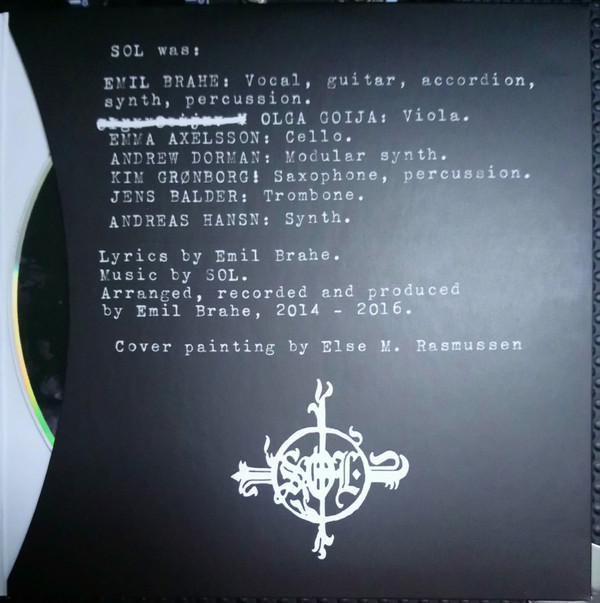 SOL was:
EMIL BRAHE: Vocal, guitar, accordion,
synth, percussion.
OLGA GOIJA: Viola.
EMMA AXELSSON: Cello.
ANDREW DORMAN: Modular synth.
KIM GRØNBORG: Saxophone, percussion.
JENS BALDER: Trombone.
ANDREAS HANSN: Synth.
Lyrics by Emil Brahe.
Music by SOL.
Arranged, recorded and produced
by Emil Brahe, 2014 - 2016.
Cover painting by Else M. Rasmussen
SOL